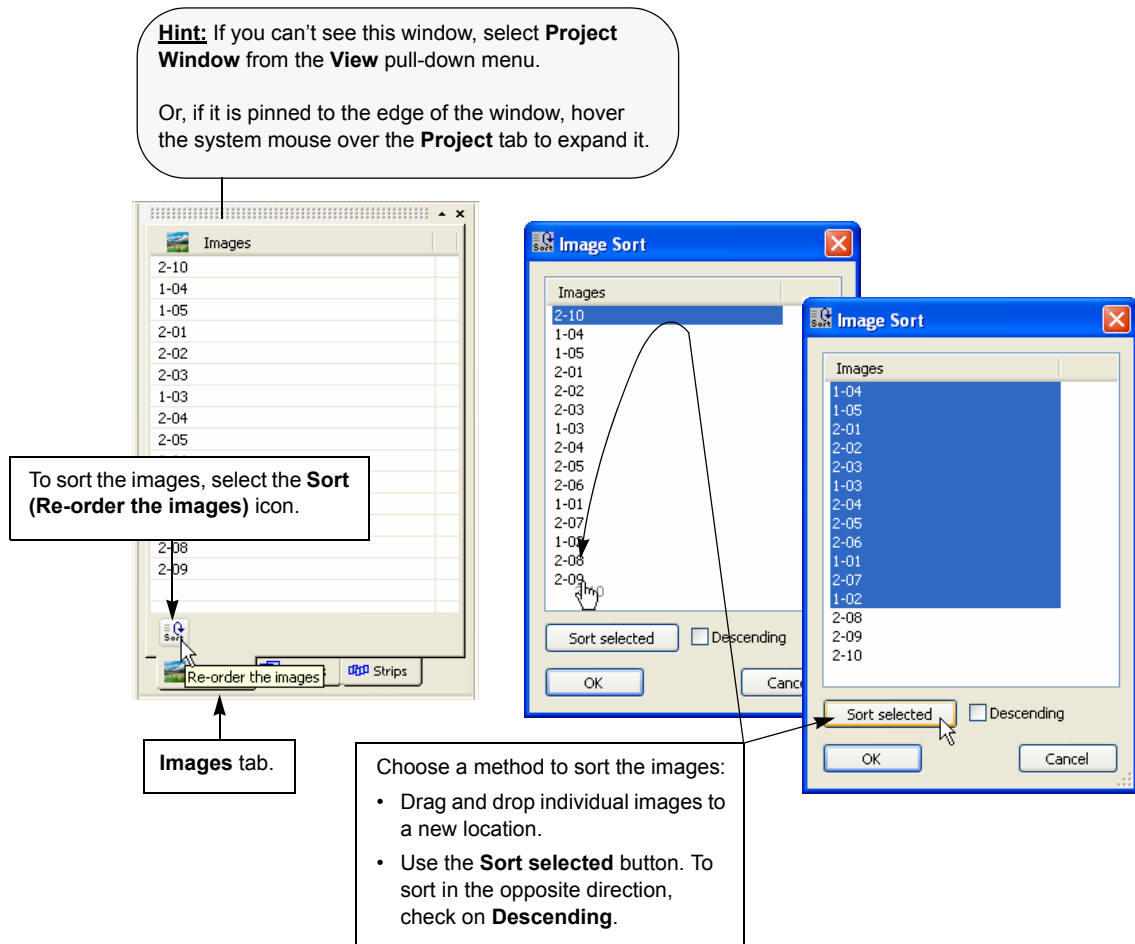 Hint: If you can’t see this window, select Project
Window from the View pull-down menu.
Or, if it is pinned to the edge of the window, hover
the system mouse over the Project tab to expand it.
Images
2-10
1-04
1-05
2-01
2-02
2-03
1-03
2-04
2-05
To sort the images, select the Sort
(Re-order the images) icon.
2-08
2-09
Sort
Re-order the images
Strips
Images tab.
Sort
Image Sort
Images
2-10
1-04
1-05
2-01
2-02
2-03
1-03
2-04
2-05
2-06
1-01
2-07
1-02
2-08
2-09
Sort selected
Descending
OK
Cance
Sort
Image Sort
Images
1-04
1-05
2-01
2-02
2-03
1-03
2-04
2-05
2-06
1-01
2-07
1-02
2-08
2-09
2-10
Sort selected
Descending
OK
Cancel
Choose a method to sort the images:
• Drag and drop individual images to
a new location.
• Use the Sort selected button. To
sort in the opposite direction,
check on Descending.